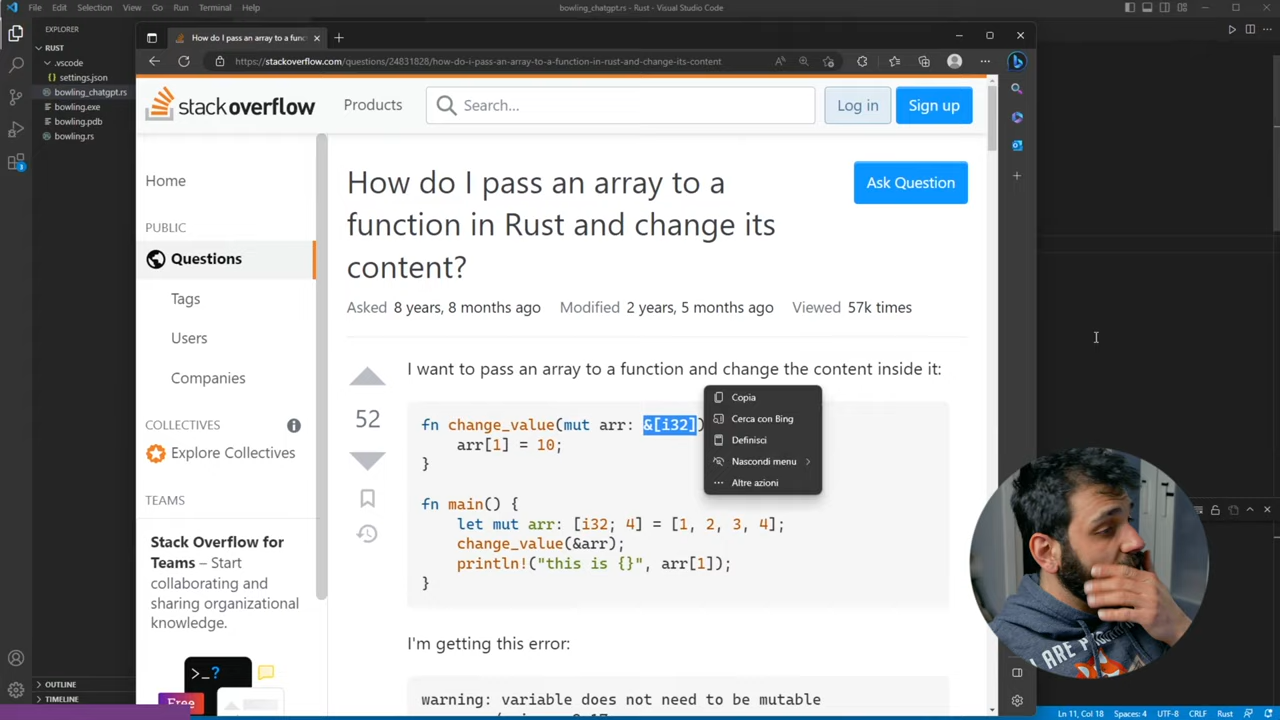 File Edit Selection View Go Run Terminal Help
bowling_chatgpt.rs - Rust - Visual Studio Code
EXPLORER
RUST
.vscode
settings.json
bowling_chatgpt.rs
bowling.exe
bowling.pdb
bowling.rs
OUTLINE
TIMELINE
How do I pass an array to a func
https://stackoverflow.com/questions/24831828/how-do-i-pass-an-array-to-a-function-in-rust-and-change-its-content
stackoverflow
Products
Search...
Log in
Sign up
Home
PUBLIC
Questions
Tags
Users
Companies
COLLECTIVES
Explore Collectives
TEAMS
Stack Overflow for
Teams – Start
collaborating and
sharing organizational
knowledge.
>_?
Free
How do I pass an array to a
function in Rust and change its
content?
Ask Question
Asked 8 years, 8 months ago Modified 2 years, 5 months ago Viewed 57k times
52
I want to pass an array to a function and change the content inside it:
fn change_value(mut arr: &[i32])
arr[1] = 10;
}
fn main() {
let mut arr: [i32; 4] = [1, 2, 3, 4];
change_value(&arr);
println!("this is {}", arr[1]);
}
I'm getting this error:
warning: variable does not need to be mutable
Copia
Cerca con Bing
Definisci
Nascondi menu
Altre azioni
Ln 11, Col 18 Spaces: 4 UTF-8 CRLF Rust